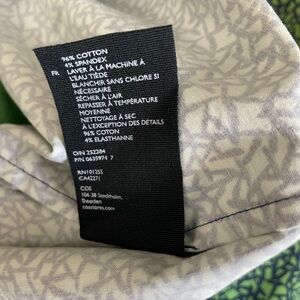 96% COTTON
4% SPANDEX
FR LAVER À LA MACHINE À
L'EAU TIÈDE
BLANCHIR SANS CHLORE SI
NÉCESSAIRE
SÉCHER À L'AIR
REPASSER À TEMPÉRATURE
MOYENNE
NETTOYAGE À SEC
À L'EXCEPTION DES DÉTAILS
96% COTON
4% ÉLASTHANNE
O/N 252284
P/N 0635974 7
RN101255
CA42271
COS
106 38 Stockholm,
Sweden
cosstores.com